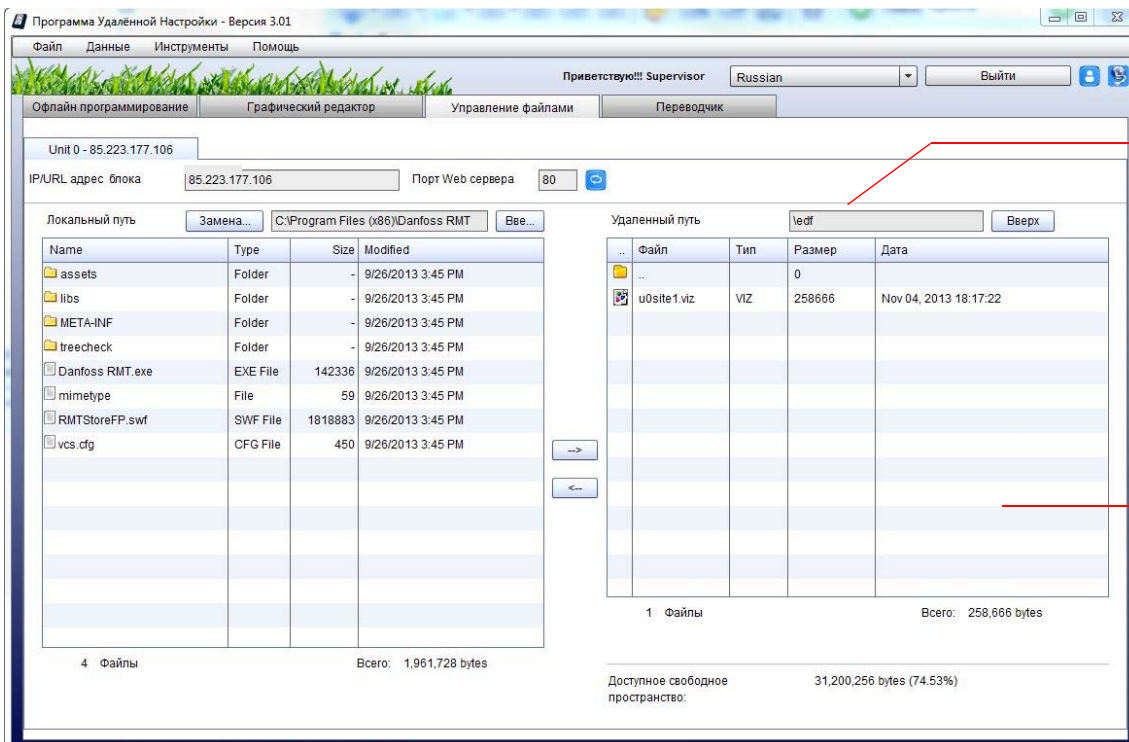 Программа Удалённой Настройки - Версия 3.01
Файл Данные Инструменты Помощь
Приветствую!!! Supervisor Russian Выйти
Офлайн программирование Графический редактор Управление файлами Переводчик
Unit 0 - 85.223.177.106
IP/URL адрес блока 85.223.177.106 Порт Web сервера 80
Локальный путь Замена... C:\Program Files (x86)\Danfoss RMT Вве... Удаленный путь \edf Вверх
Name Type Size Modified .. Файл Тип Размер Дата
assets Folder - 9/26/2013 3:45 PM .. 0
libs Folder - 9/26/2013 3:45 PM u0site1.viz VIZ 258666 Nov 04, 2013 18:17:22
META-INF Folder - 9/26/2013 3:45 PM
treecheck Folder - 9/26/2013 3:45 PM
Danfoss RMT.exe EXE File 142336 9/26/2013 3:45 PM
mimetype File 59 9/26/2013 3:45 PM
RMTStoreFP.swf SWF File 1818883 9/26/2013 3:45 PM
vcs.cfg CFG File 450 9/26/2013 3:45 PM
-->
<--
1 Файлы Всего: 258,666 bytes
4 Файлы Всего: 1,961,728 bytes
Доступное свободное 31,200,256 bytes (74.53%)
пространство: